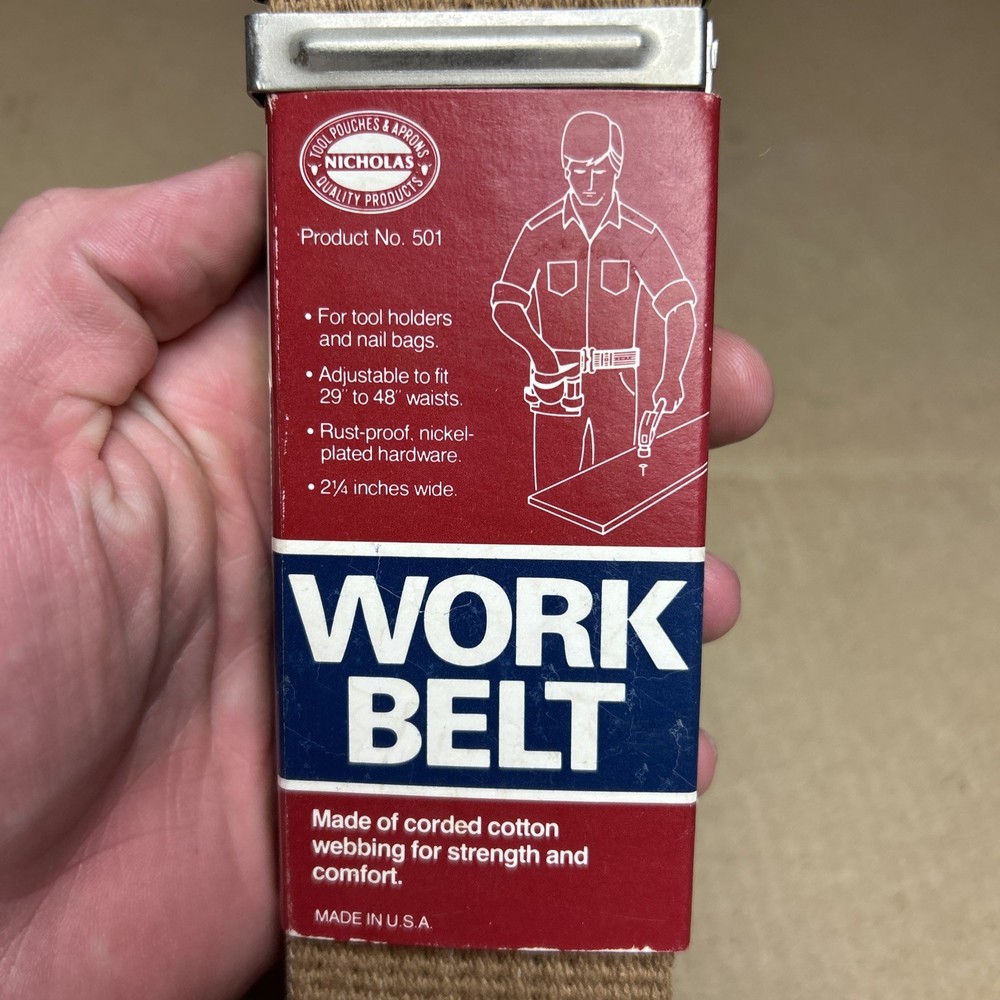 TOOL POUCHES & APRONS
NICHOLAS
QUALITY PRODUCTS
Product No. 501
• For tool holders
and nail bags.
• Adjustable to fit
29" to 48" waists.
• Rust-proof, nickel-
plated hardware.
• 2¼ inches wide.
WORK
BELT
Made of corded cotton
webbing for strength and
comfort.
MADE IN U.S.A.